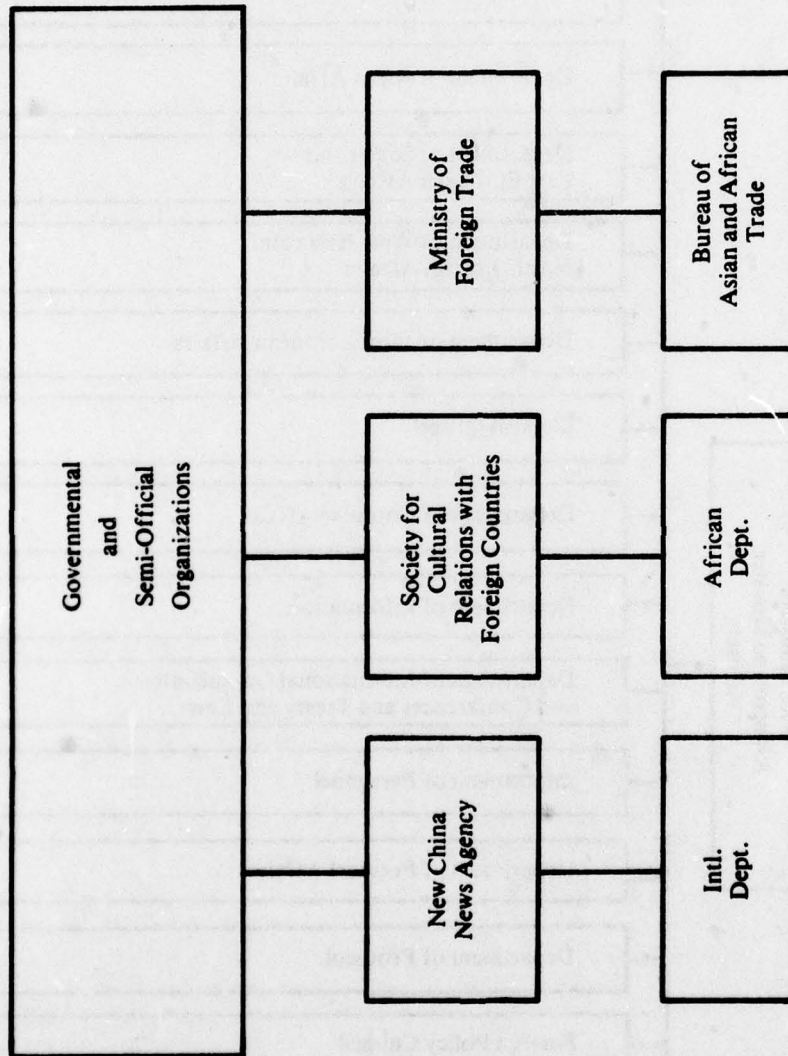 Governmental
and
Semi-Official
Organizations
New China
News Agency
Society for
Cultural
Relations with
Foreign Countries
Ministry of
Foreign Trade
Intl.
Dept.
African
Dept.
Bureau of
Asian and African
Trade